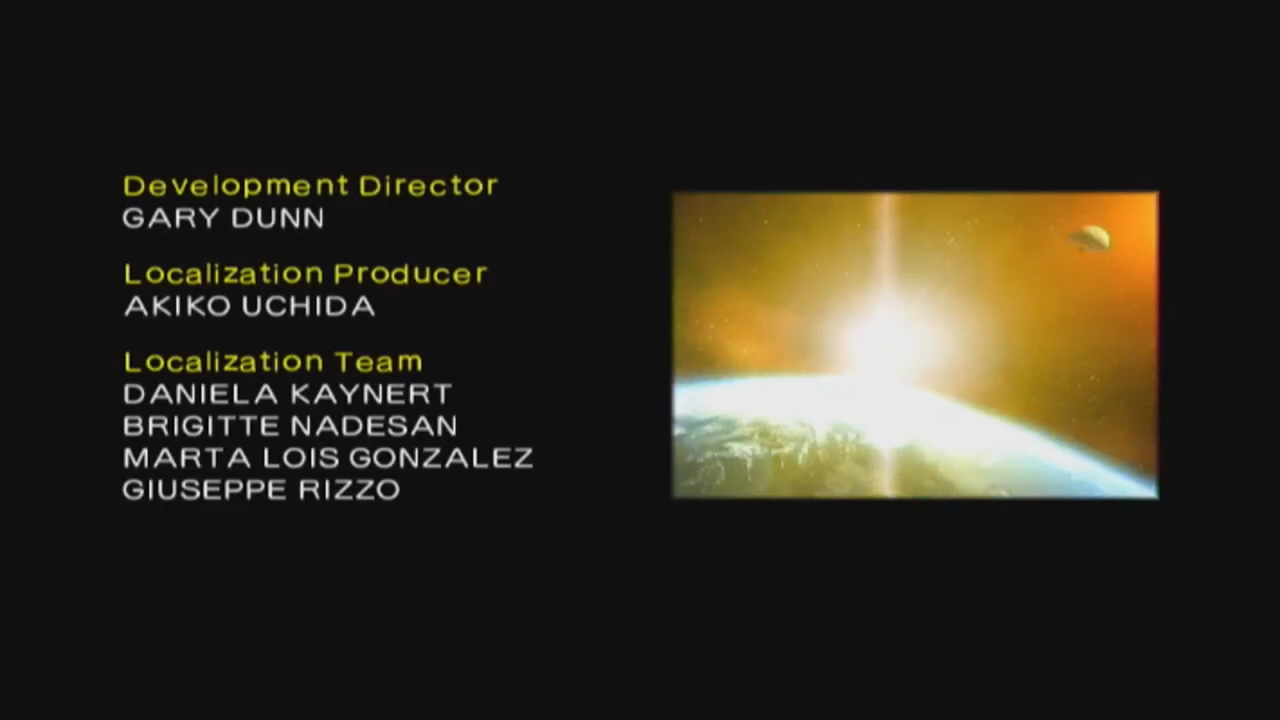 Development Director
GARY DUNN
Localization Producer
AKIKO UCHIDA
Localization Team
DANIELA KAYNERT
BRIGITTE NADESAN
MARTA LOIS GONZALEZ
GIUSEPPE RIZZO